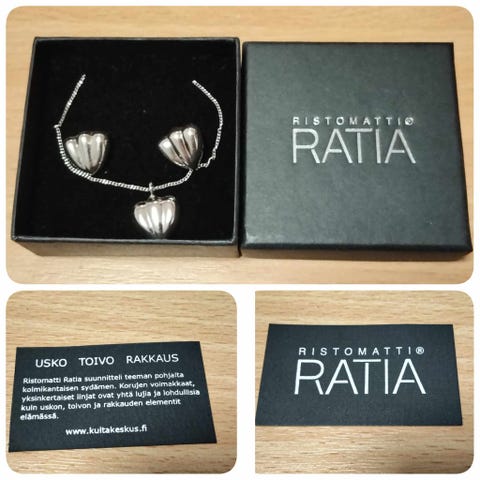 RISTOMATTI®
RATIA
USKO TOIVO RAKKAUS
Ristomatti Ratia suunnitteli teeman pohjalta
kolmikantaisen sydämen. Korujen voimakkaat,
yksinkertaiset linjat ovat yhtä lujia ja lohdullisia
kuin uskon, toivon ja rakkauden elementit
elämässä.
www.kultakeskus.fi
RISTOMATTI®
RATIA